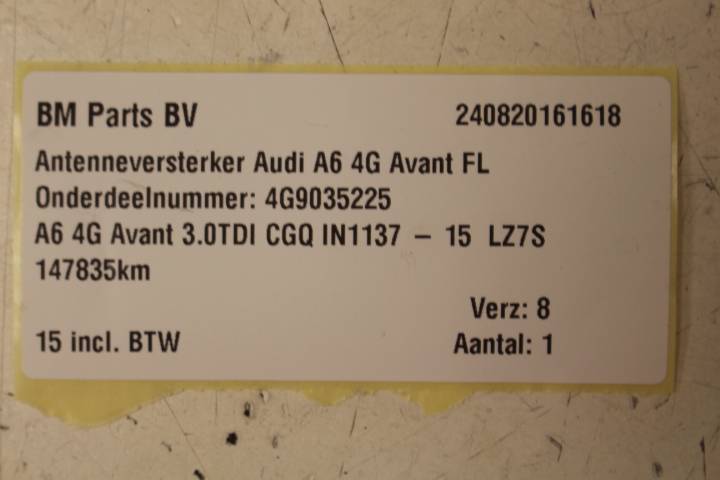 BM Parts BV 240820161618
Antenneversterker Audi A6 4G Avant FL
Onderdeelnummer: 4G9035225
A6 4G Avant 3.0TDI CGQ IN1137 – 15 LZ7S
147835km
Verz: 8
15 incl. BTW Aantal: 1